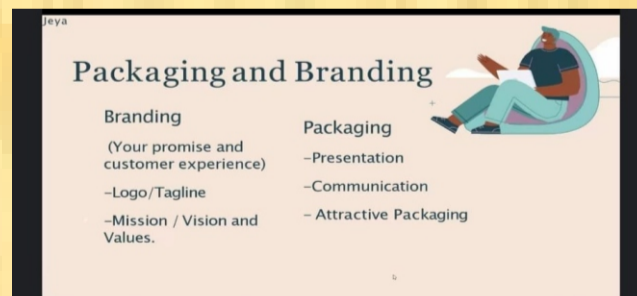 Jeya
Packaging and Branding
Branding
(Your promise and
customer experience)
-Logo/Tagline
-Mission / Vision and
Values.
Packaging
-Presentation
-Communication
- Attractive Packaging